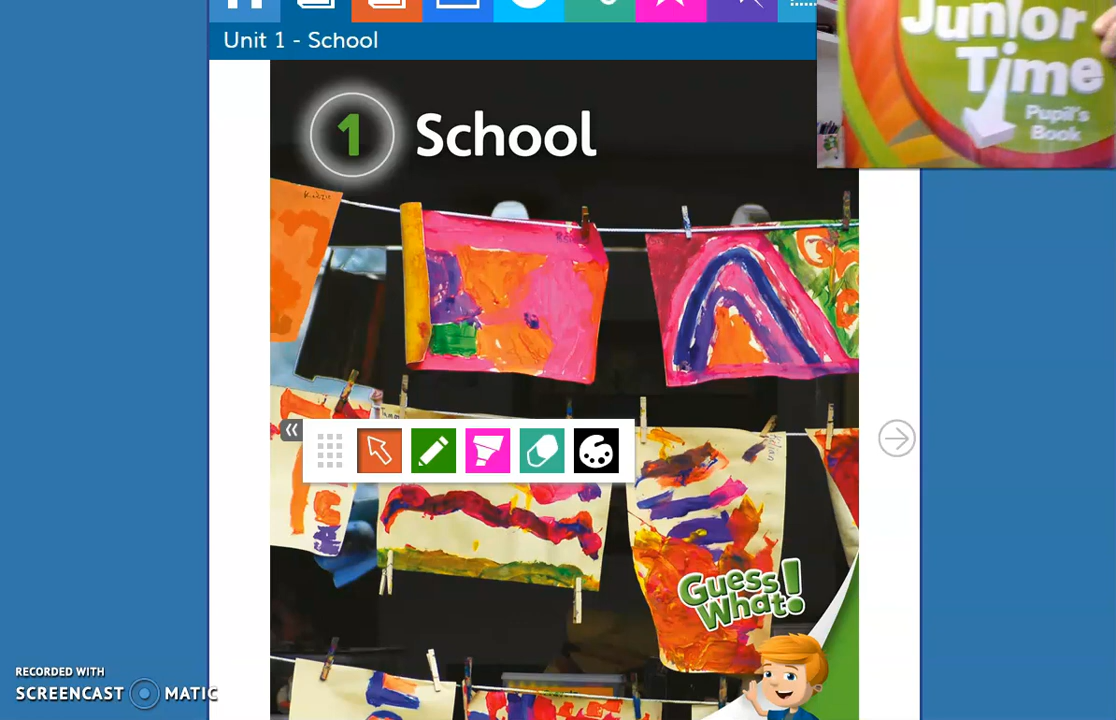 Unit 1 - School
Junior
Time
Pupil's
Book
1 School
Guess
What!
RECORDED WITH
SCREENCAST MATIC